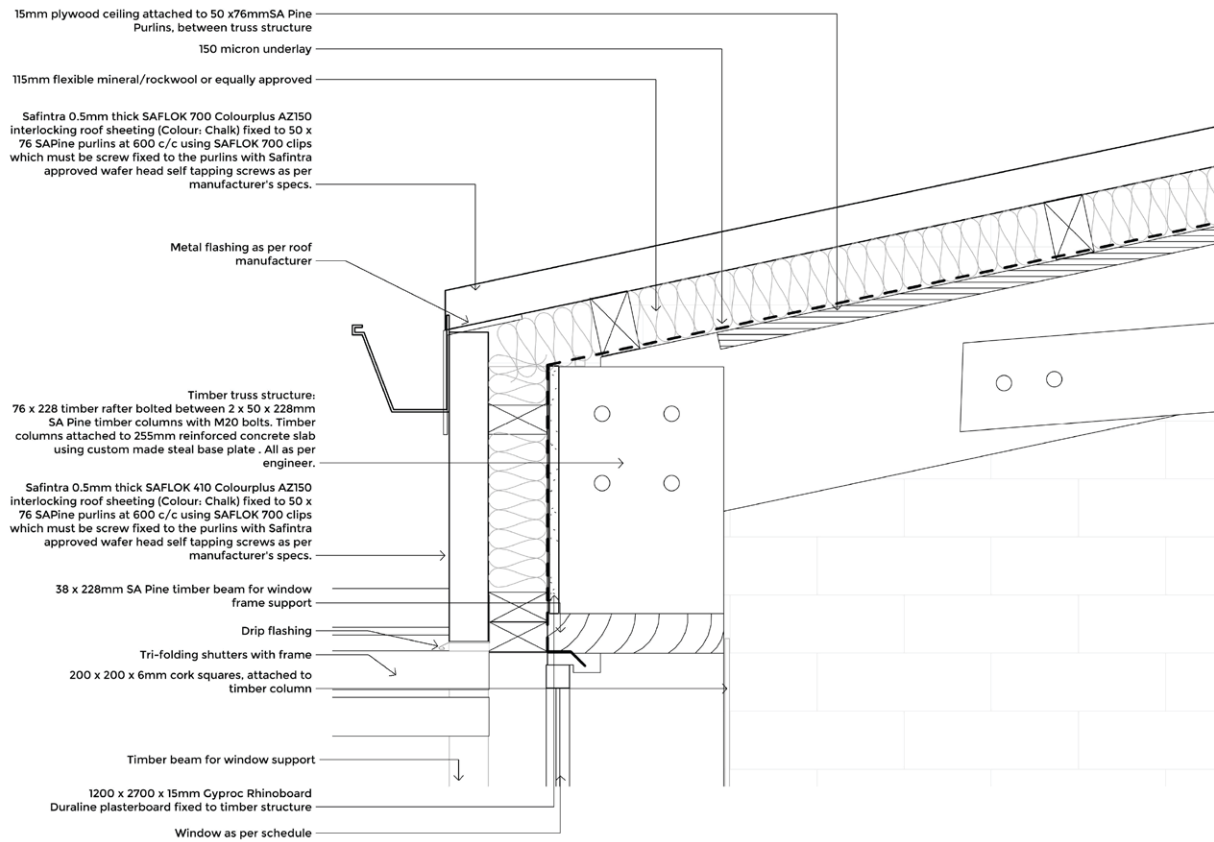 15mm plywood ceiling attached to 50 x76mmSA Pine
Purlins, between truss structure
150 micron underlay
115mm flexible mineral/rockwool or equally approved
Safintra 0.5mm thick SAFLOK 700 Colourplus AZ150
interlocking roof sheeting (Colour: Chalk) fixed to 50 x
76 SAPine purlins at 600 c/c using SAFLOK 700 clips
which must be screw fixed to the purlins with Safintra
approved wafer head self tapping screws as per
manufacturer's specs.
Metal flashing as per roof
manufacturer
Timber truss structure:
76 x 228 timber rafter bolted between 2 x 50 x 228mm
SA Pine timber columns with M20 bolts. Timber
columns attached to 255mm reinforced concrete slab
using custom made steal base plate . All as per
engineer.
Safintra 0.5mm thick SAFLOK 410 Colourplus AZ150
interlocking roof sheeting (Colour: Chalk) fixed to 50 x
76 SAPine purlins at 600 c/c using SAFLOK 700 clips
which must be screw fixed to the purlins with Safintra
approved wafer head self tapping screws as per
manufacturer's specs.
38 x 228mm SA Pine timber beam for window
frame support
Drip flashing
Tri-folding shutters with frame
200 x 200 x 6mm cork squares, attached to
timber column
Timber beam for window support
1200 x 2700 x 15mm Gyproc Rhinoboard
Duraline plasterboard fixed to timber structure
Window as per schedule